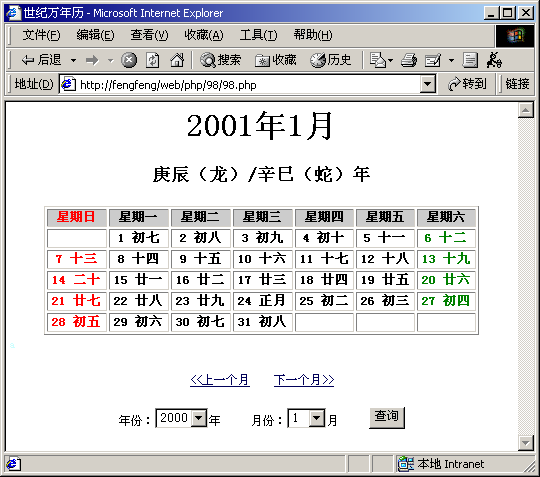 世纪万年历 - Microsoft Internet Explorer
文件(F) 编辑(E) 查看(V) 收藏(A) 工具(T) 帮助(H)
后退 搜索 收藏 历史
地址(D) http://fengfeng/web/php/98/98.php 转到 链接
2001年1月
庚辰（龙）/辛巳（蛇）年
星期日 星期一 星期二 星期三 星期四 星期五 星期六
1 初七 2 初八 3 初九 4 初十 5 十一 6 十二
7 十三 8 十四 9 十五 10 十六 11 十七 12 十八 13 十九
14 二十 15 廿一 16 廿二 17 廿三 18 廿四 19 廿五 20 廿六
21 廿七 22 廿八 23 廿九 24 正月 25 初二 26 初三 27 初四
28 初五 29 初六 30 初七 31 初八
<<上一个月 下一个月>>
年份：2000年 月份：1月 查询
本地 Intranet